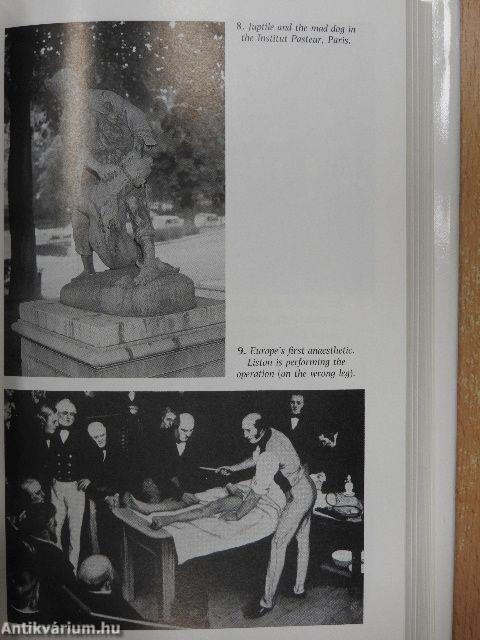 8. Juptile and the mad dog in
the Institut Pasteur, Paris.
9. Europe's first anaesthetic.
Liston is performing the
operation (on the wrong leg).
Antikvárium.hu